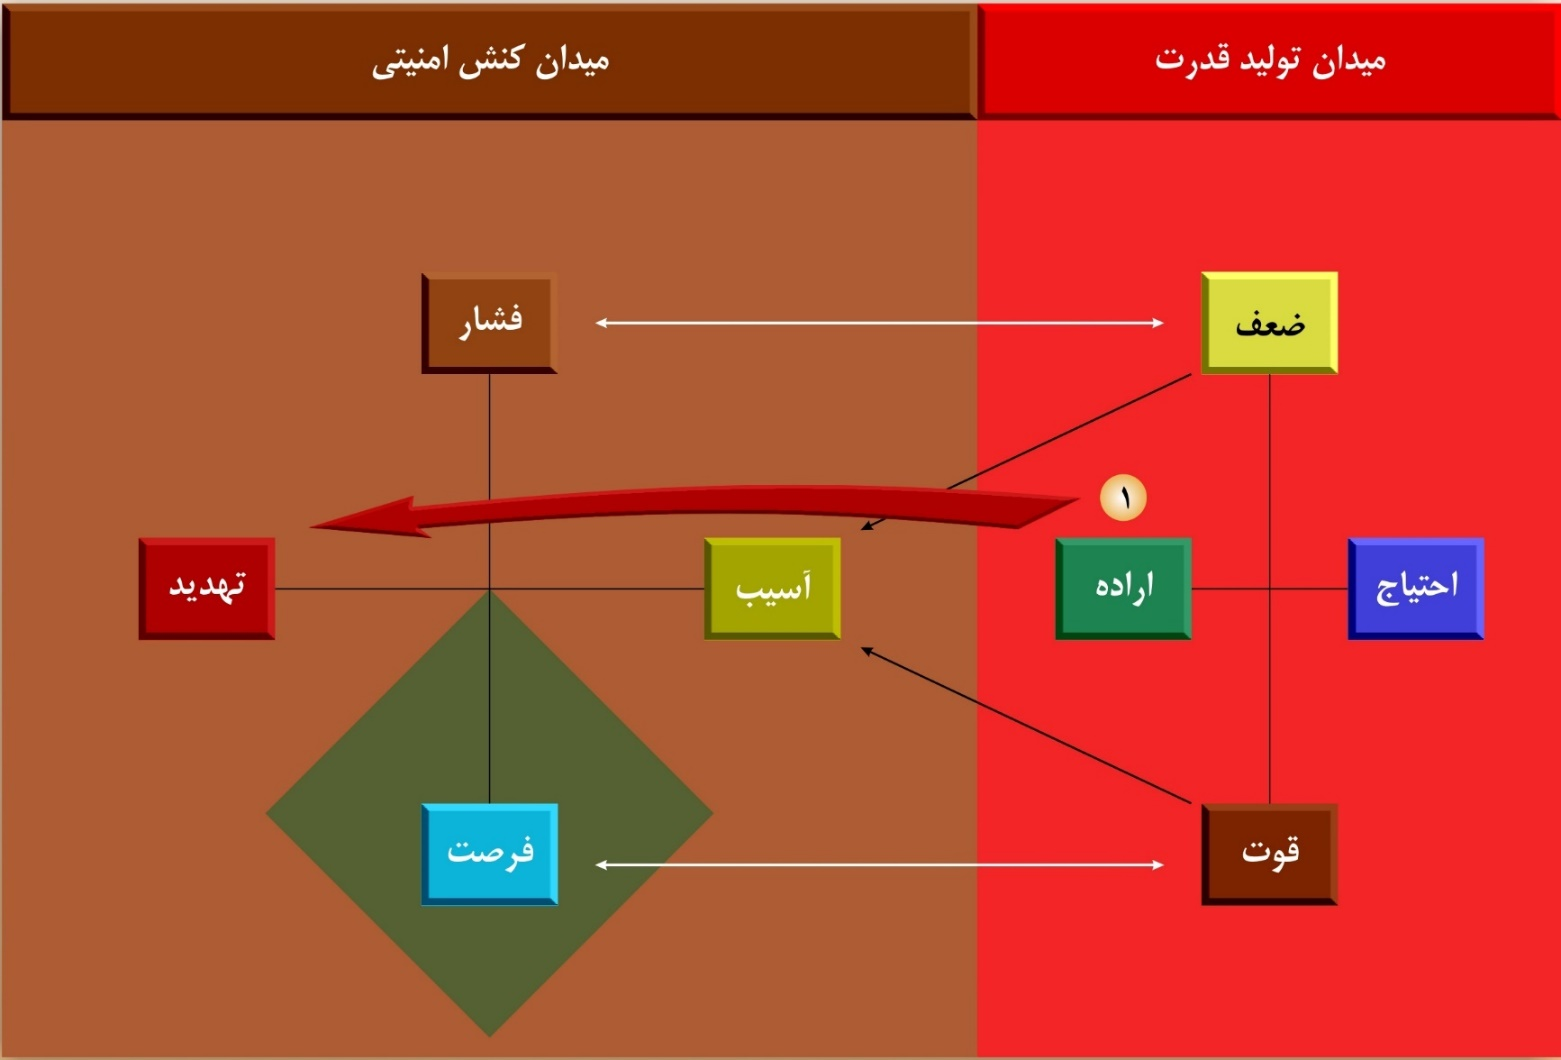 میدان تولید قدرت
میدان کنش امنیتی
ضعف
فشار
۱
احتیاج
اراده
آسیب
تهدید
قوت
فرصت